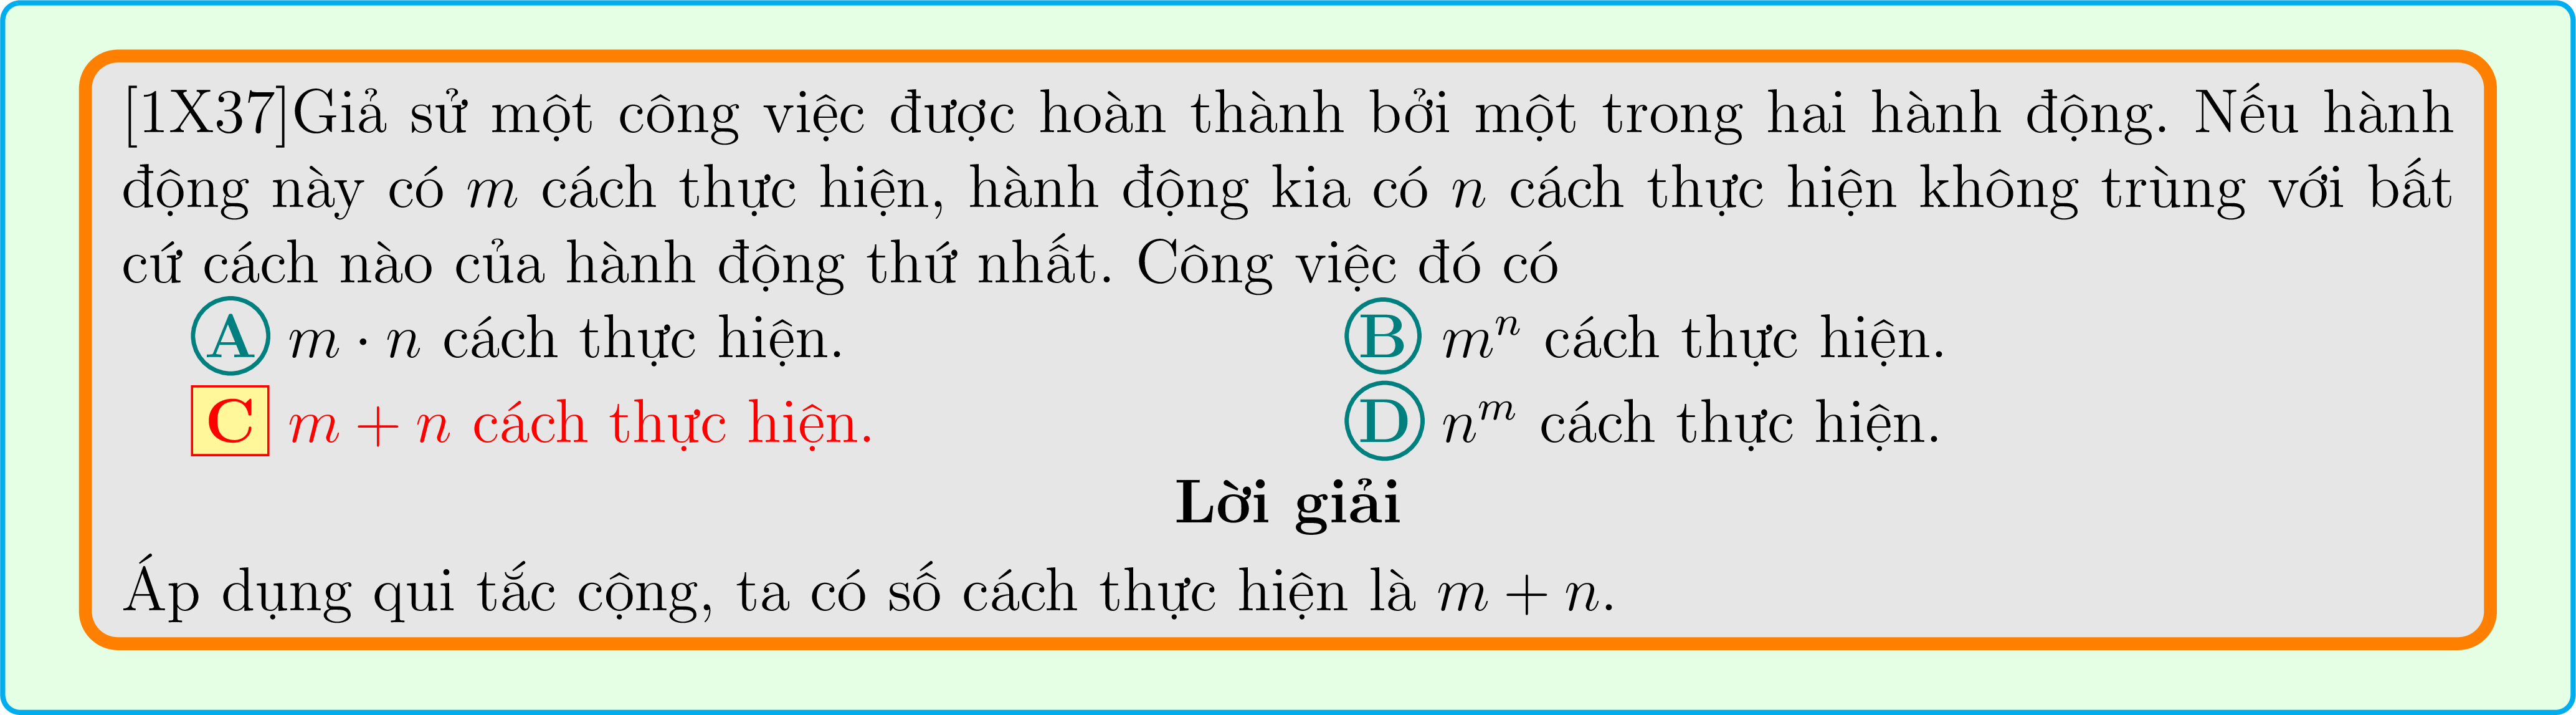 [1X37]Giả sử một công việc được hoàn thành bởi một trong hai hành động. Nếu hành
động này có m cách thực hiện, hành động kia có n cách thực hiện không trùng với bất
cứ cách nào của hành động thứ nhất. Công việc đó có
A m · n cách thực hiện. B mⁿ cách thực hiện.
C m + n cách thực hiện. D nᵐ cách thực hiện.
Lời giải
Áp dụng qui tắc cộng, ta có số cách thực hiện là m + n.